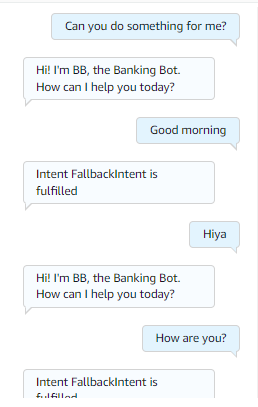 Can you do something for me?
Hi! I'm BB, the Banking Bot.
How can I help you today?
Good morning
Intent FallbackIntent is
fulfilled
Hiya
Hi! I'm BB, the Banking Bot.
How can I help you today?
How are you?
Intent FallbackIntent is
fulfilled